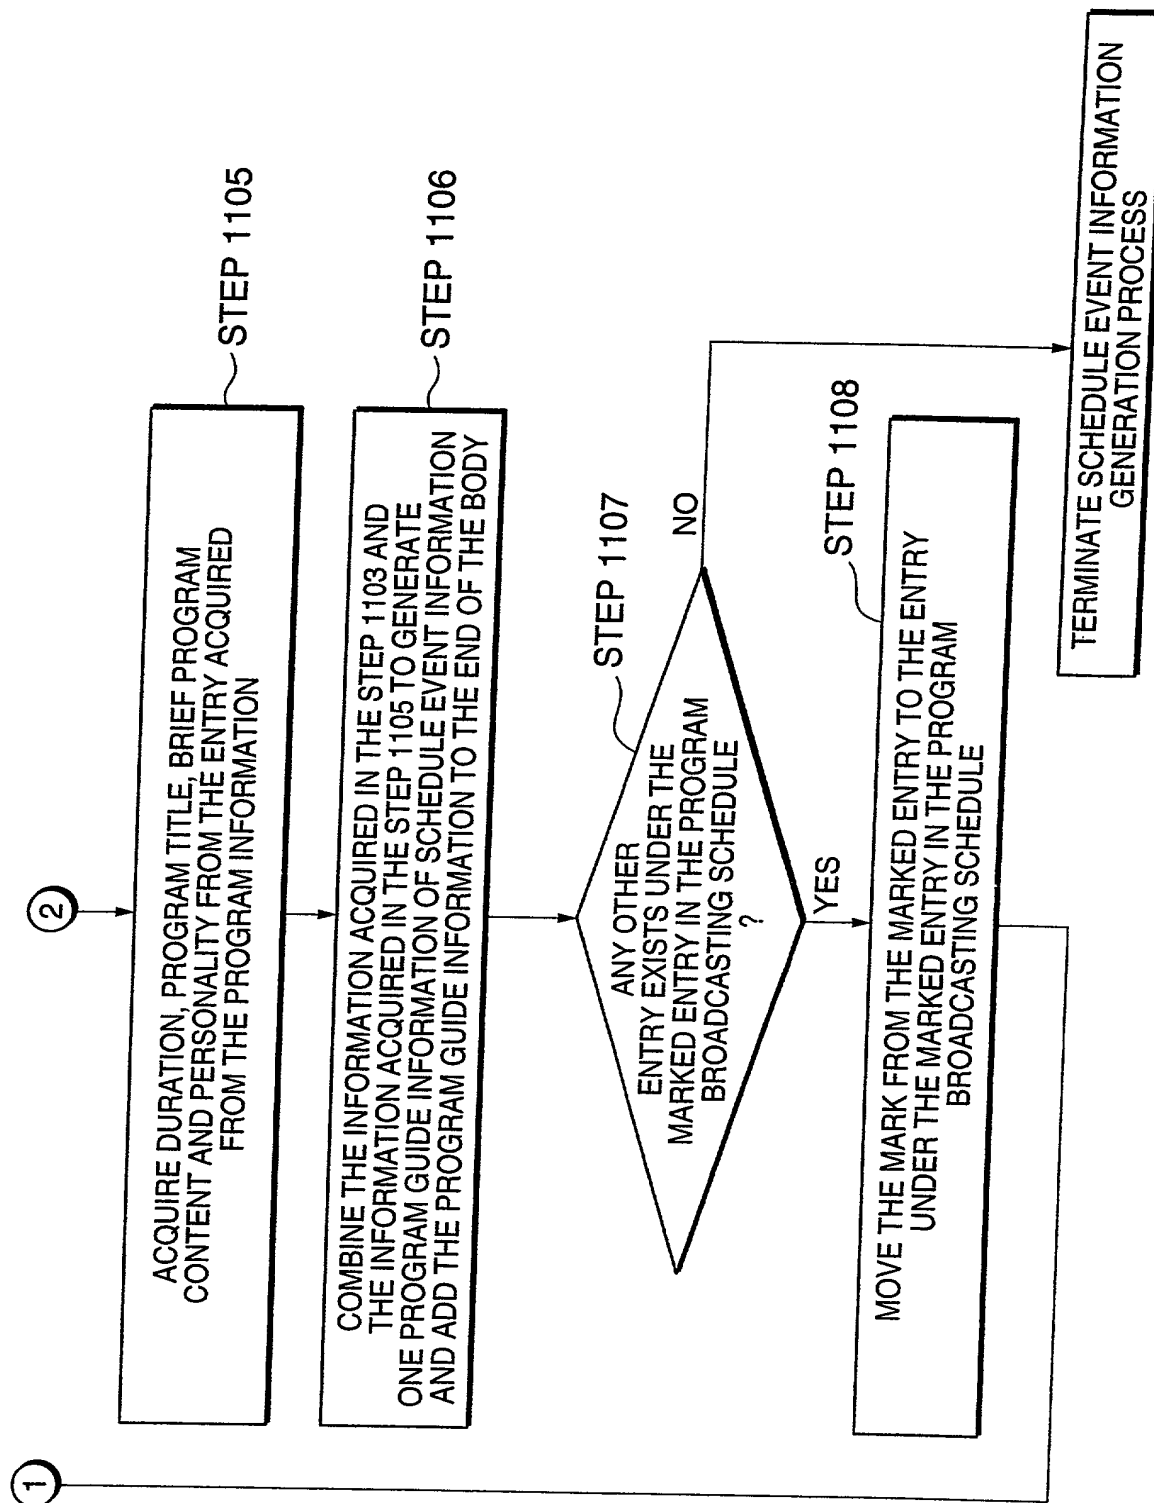 1
2
ACQUIRE DURATION, PROGRAM TITLE, BRIEF PROGRAM
CONTENT AND PERSONALITY FROM THE ENTRY ACQUIRED
FROM THE PROGRAM INFORMATION
STEP 1105
COMBINE THE INFORMATION ACQUIRED IN THE STEP 1103 AND
THE INFORMATION ACQUIRED IN THE STEP 1105 TO GENERATE
ONE PROGRAM GUIDE INFORMATION OF SCHEDULE EVENT INFORMATION
AND ADD THE PROGRAM GUIDE INFORMATION TO THE END OF THE BODY
STEP 1106
ANY OTHER
ENTRY EXISTS UNDER THE
MARKED ENTRY IN THE PROGRAM
BROADCASTING SCHEDULE
?
STEP 1107
NO
YES
MOVE THE MARK FROM THE MARKED ENTRY TO THE ENTRY
UNDER THE MARKED ENTRY IN THE PROGRAM
BROADCASTING SCHEDULE
STEP 1108
TERMINATE SCHEDULE EVENT INFORMATION
GENERATION PROCESS